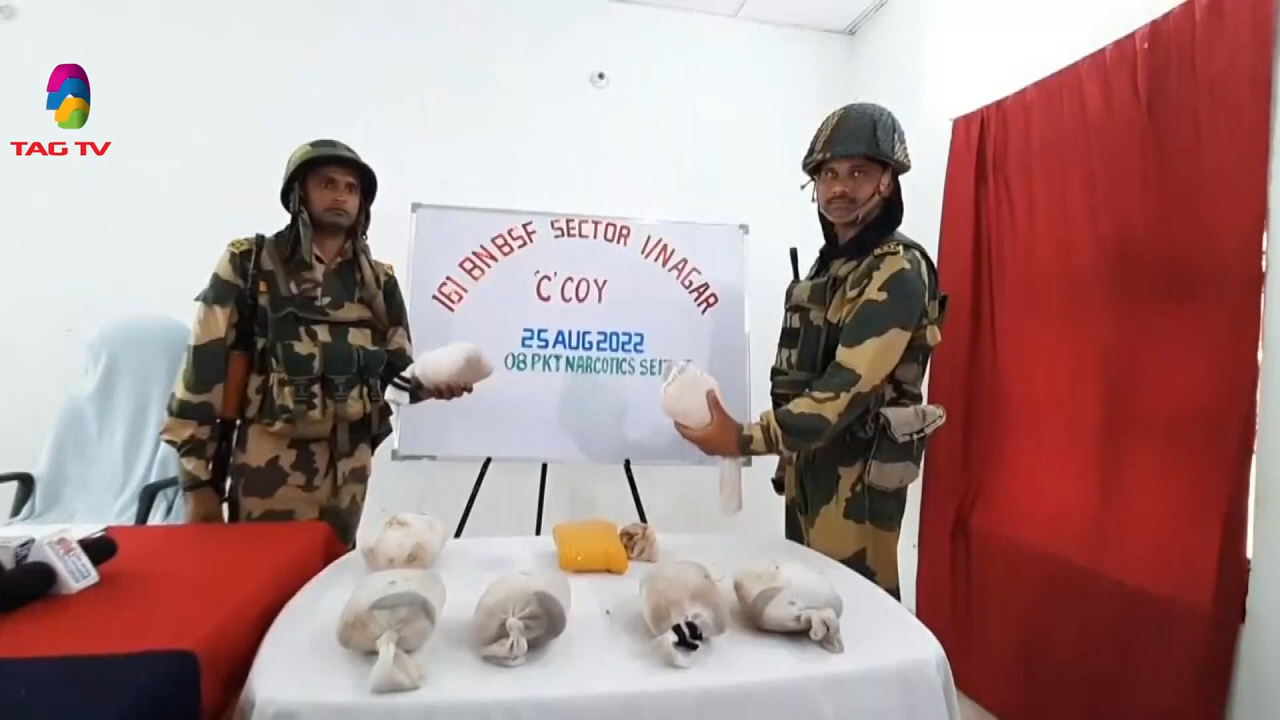 TAG TV
161 BN BSF SECTOR I/NAGAR
'C' COY
25 AUG 2022
08 PKT NARCOTICS